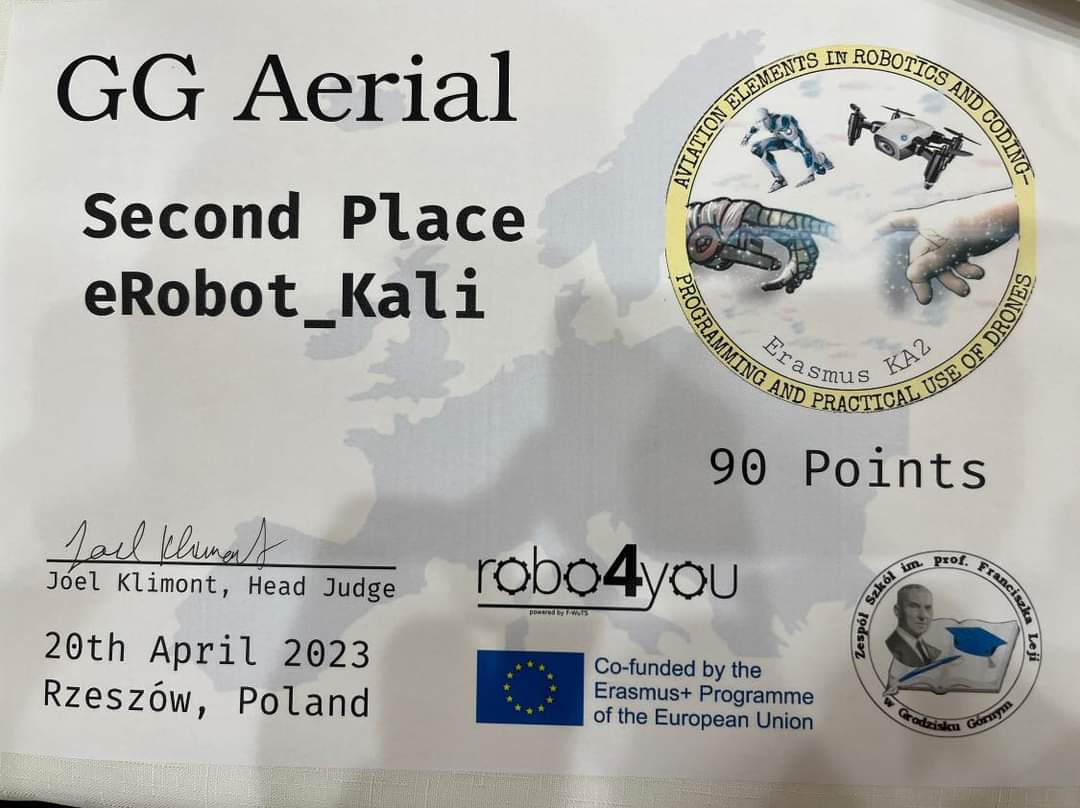 GG Aerial
Second Place
eRobot_Kali
AVIATION ELEMENTS IN ROBOTICS AND CODING-
PROGRAMMING AND PRACTICAL USE OF DRONES
Erasmus KA2
90 Points
Joel Klimont
Joel Klimont, Head Judge
20th April 2023
Rzeszów, Poland
robo4you
powered by F-WuTS
Co-funded by the
Erasmus+ Programme
of the European Union
Zespół Szkół im. prof. Franciszka Leji
w Grodzisku Górnym